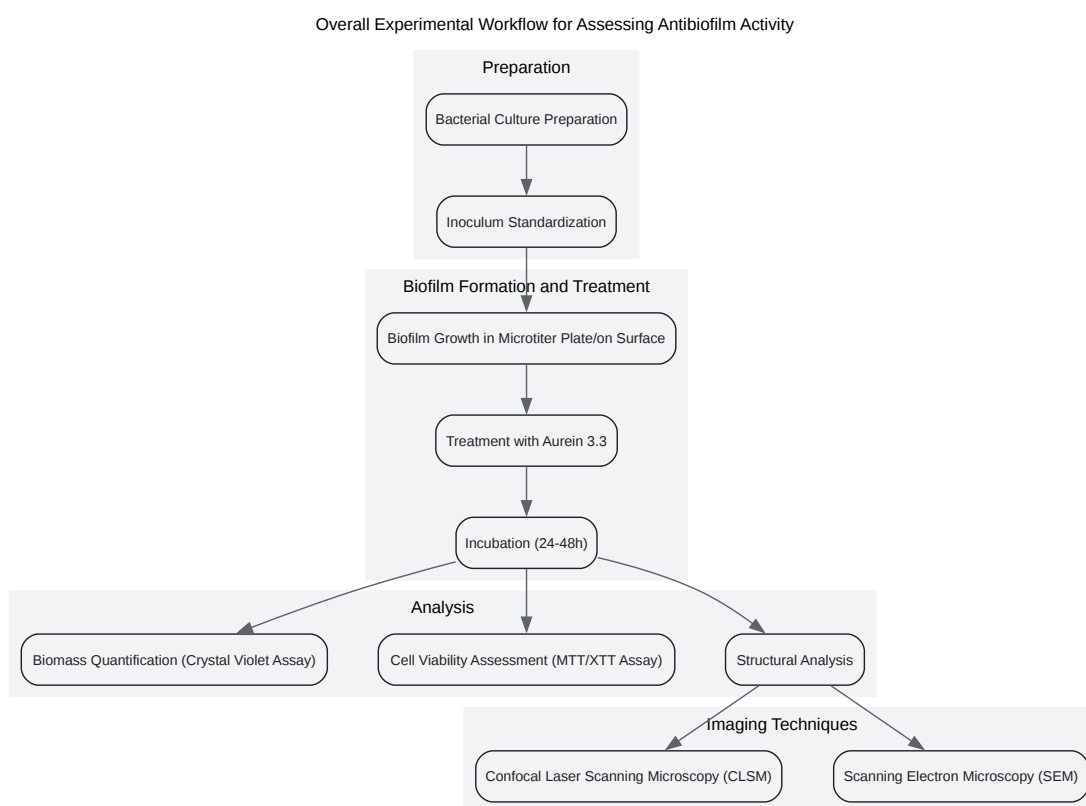 Overall Experimental Workflow for Assessing Antibiofilm Activity
Preparation
Bacterial Culture Preparation
Inoculum Standardization
Biofilm Formation and Treatment
Biofilm Growth in Microtiter Plate/on Surface
Treatment with Aurein 3.3
Incubation (24-48h)
Analysis
Biomass Quantification (Crystal Violet Assay)
Cell Viability Assessment (MTT/XTT Assay)
Structural Analysis
Imaging Techniques
Confocal Laser Scanning Microscopy (CLSM)
Scanning Electron Microscopy (SEM)